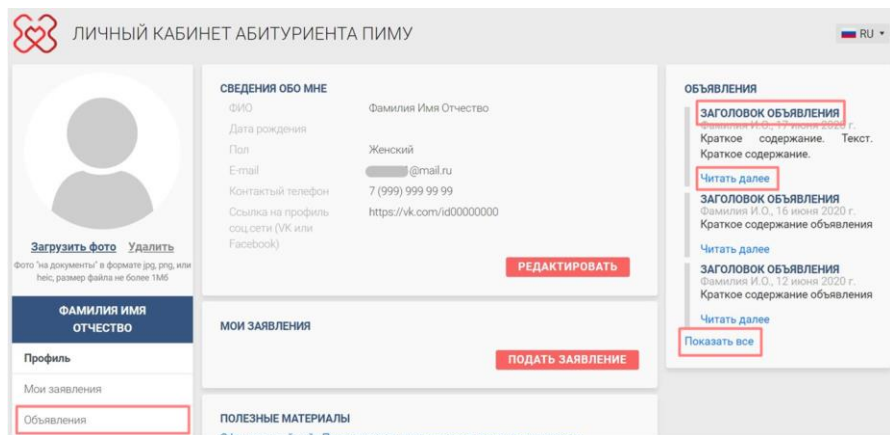 ЛИЧНЫЙ КАБИНЕТ АБИТУРИЕНТА ПИМУ
RU
Загрузить фото Удалить
Фото "на документы" в формате jpg, png, или
heic, размер файла не более 1Мб
ФАМИЛИЯ ИМЯ
ОТЧЕСТВО
Профиль
Мои заявления
Объявления
СВЕДЕНИЯ ОБО МНЕ
ФИО Фамилия Имя Отчество
Дата рождения
Пол Женский
E-mail @mail.ru
Контактый телефон 7 (999) 999 99 99
Ссылка на профиль https://vk.com/id00000000
соц.сети (VK или
Facebook)
РЕДАКТИРОВАТЬ
МОИ ЗАЯВЛЕНИЯ
ПОДАТЬ ЗАЯВЛЕНИЕ
ПОЛЕЗНЫЕ МАТЕРИАЛЫ
ОБЪЯВЛЕНИЯ
ЗАГОЛОВОК ОБЪЯВЛЕНИЯ
Фамилия И.О., 17 июня 2020 г.
Краткое содержание. Текст.
Краткое содержание.
Читать далее
ЗАГОЛОВОК ОБЪЯВЛЕНИЯ
Фамилия И.О., 16 июня 2020 г.
Краткое содержание объявления
Читать далее
ЗАГОЛОВОК ОБЪЯВЛЕНИЯ
Фамилия И.О., 12 июня 2020 г.
Краткое содержание объявления
Читать далее
Показать все